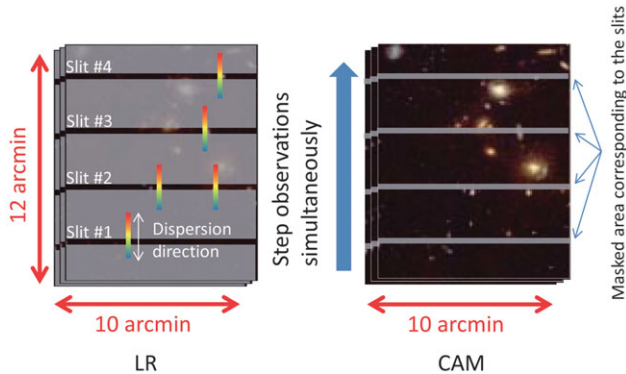 Slit #4
Slit #3
Slit #2
Slit #1
Dispersion
direction
12 arcmin
10 arcmin
LR
Step observations
simultaneously
10 arcmin
CAM
Masked area corresponding to the slits